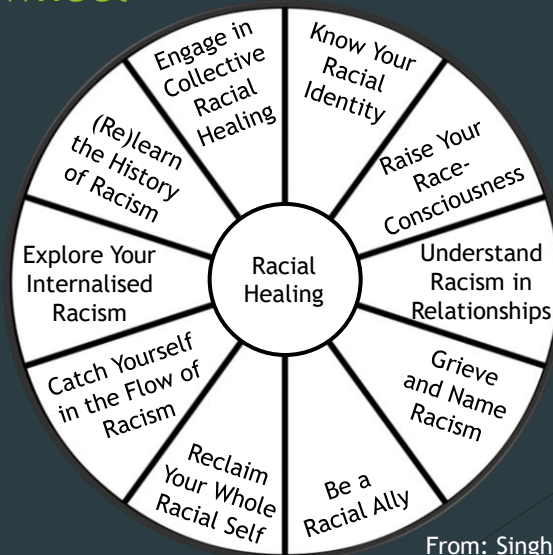 Know Your
Racial
Identity
Raise Your
Race-
Consciousness
Understand
Racism in
Relationships
Grieve
and Name
Racism
Be a
Racial Ally
Reclaim
Your Whole
Racial Self
Catch Yourself
in the Flow of
Racism
Explore Your
Internalised
Racism
(Re)learn
the History
of Racism
Engage in
Collective
Racial
Healing
Racial
Healing
From: Singh